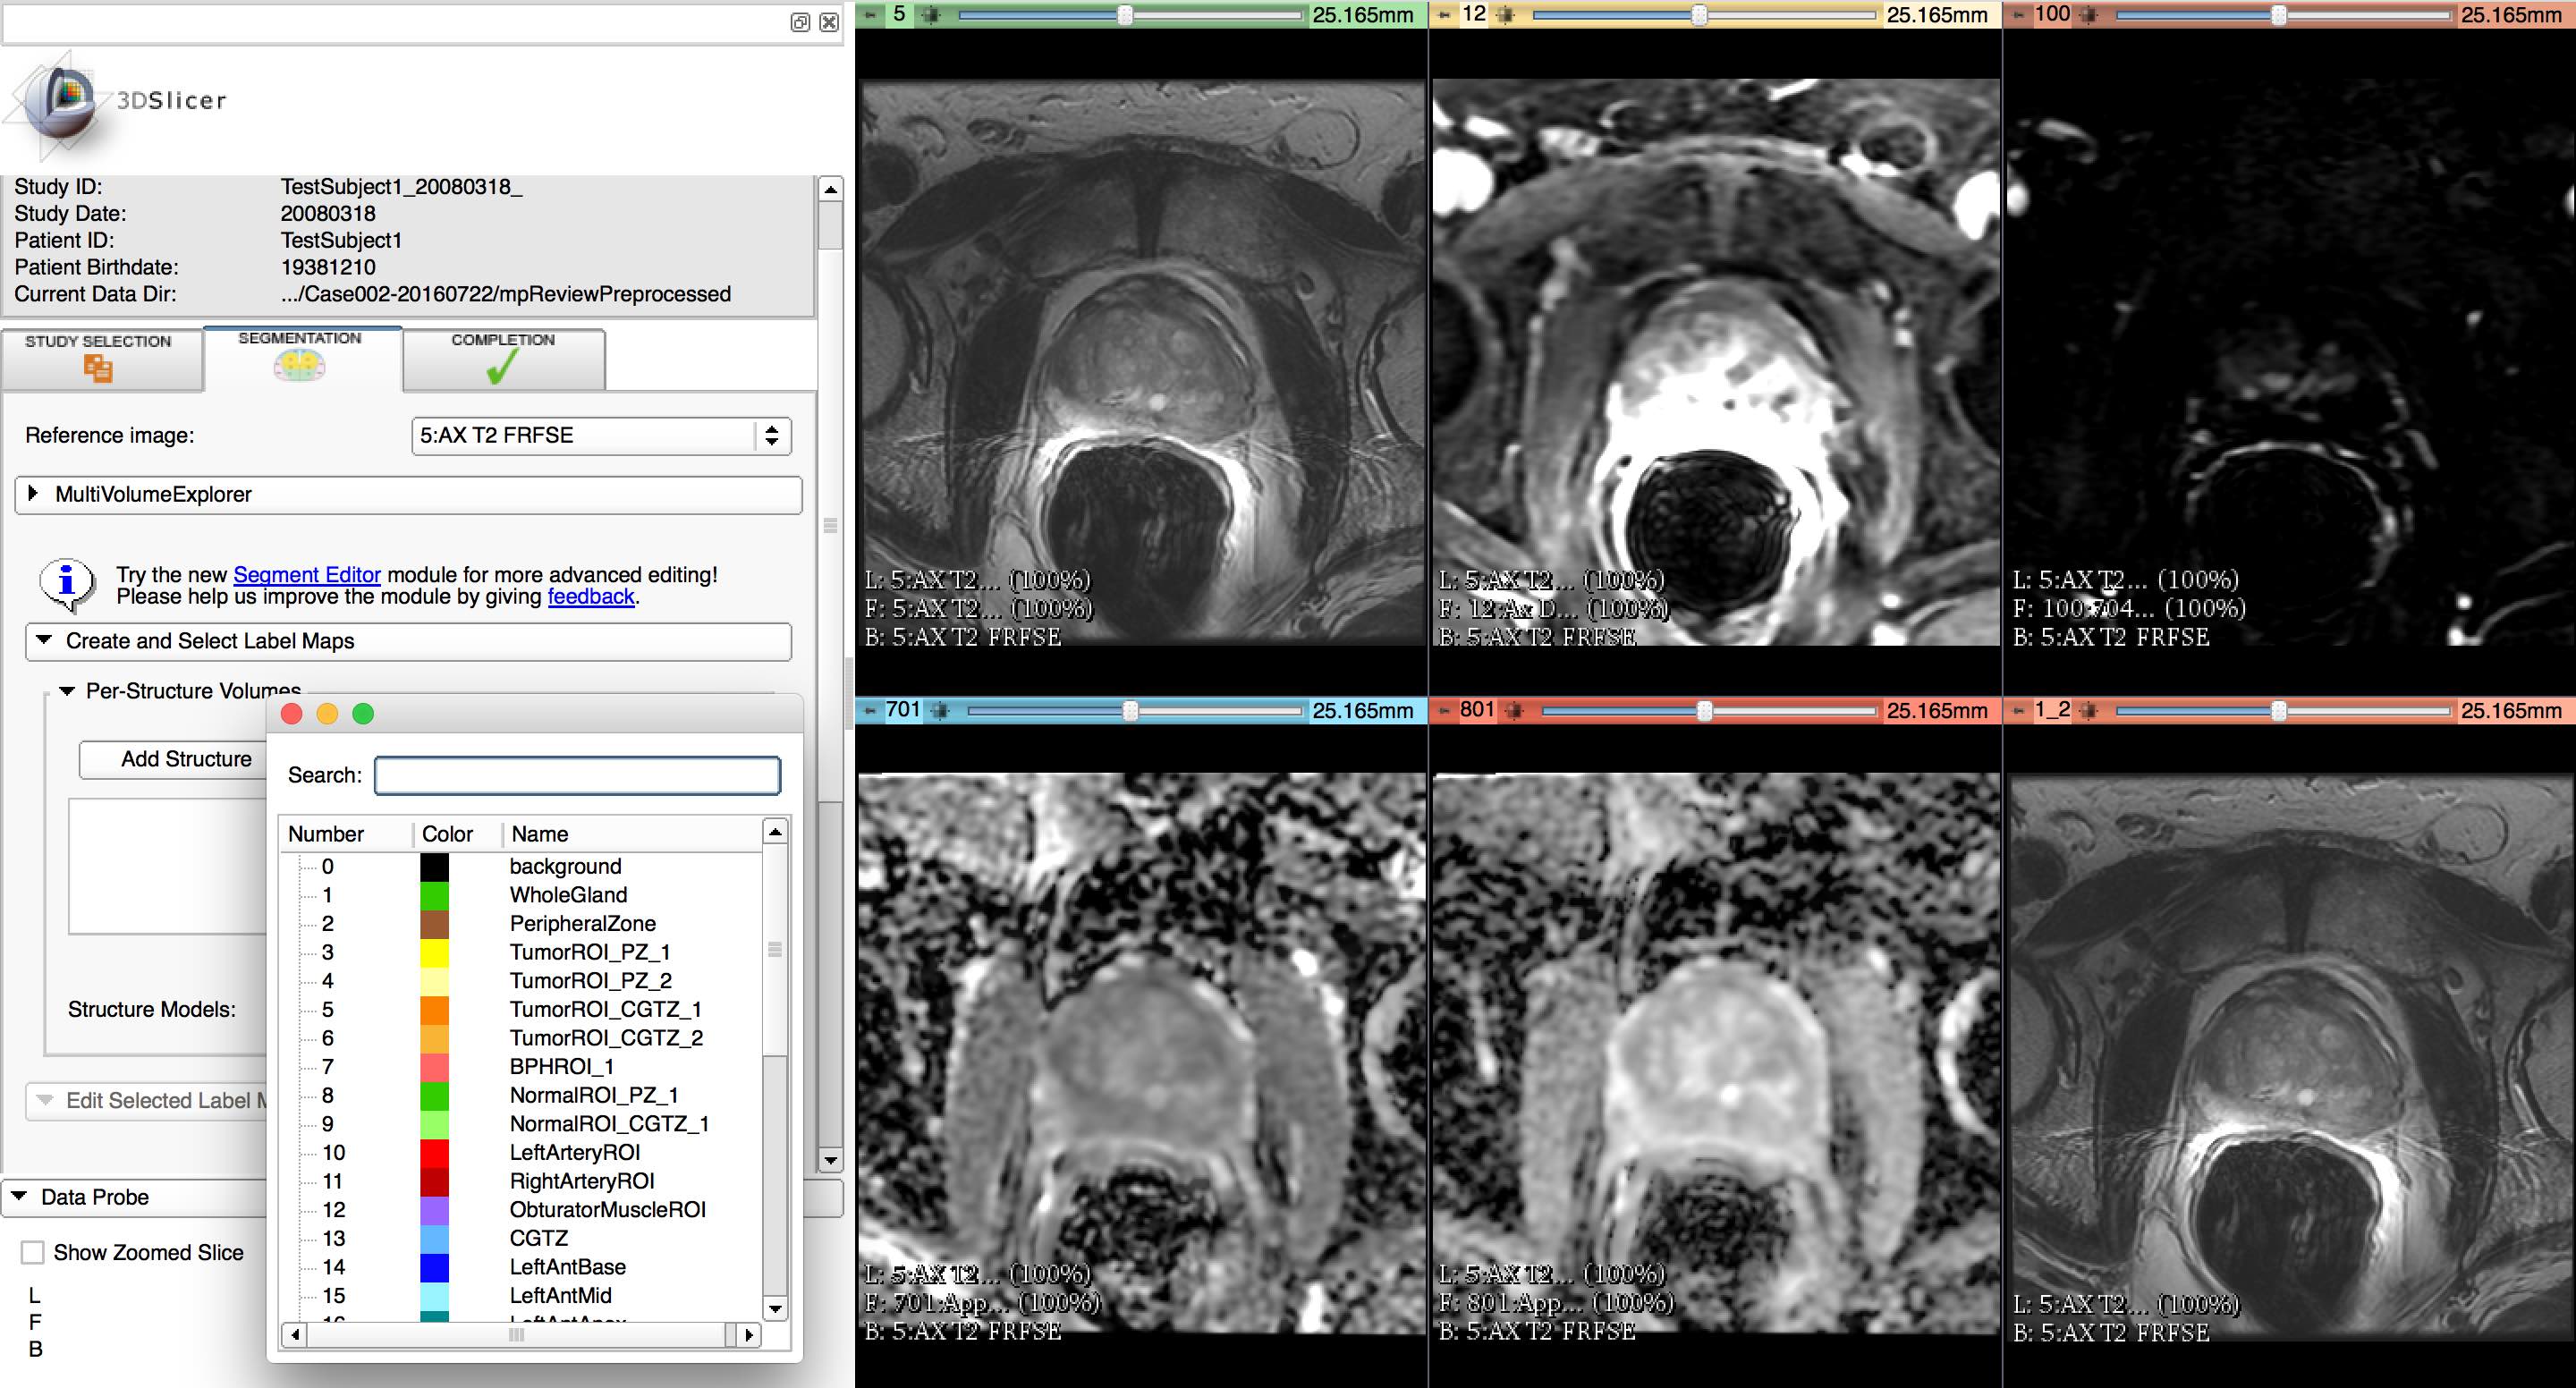 3DSlicer
Study ID: TestSubject1_20080318_
Study Date: 20080318
Patient ID: TestSubject1
Patient Birthdate: 19381210
Current Data Dir: .../Case002-20160722/mpReviewPreprocessed
STUDY SELECTION
SEGMENTATION
COMPLETION
Reference image: 5:AX T2 FRFSE
MultiVolumeExplorer
Try the new Segment Editor module for more advanced editing!
Please help us improve the module by giving feedback.
Create and Select Label Maps
Per-Structure Volumes
Add Structure
Structure Models:
Edit Selected Label M
Data Probe
Show Zoomed Slice
L
F
B
Search:
Number Color Name
0 background
1 WholeGland
2 PeripheralZone
3 TumorROI_PZ_1
4 TumorROI_PZ_2
5 TumorROI_CGTZ_1
6 TumorROI_CGTZ_2
7 BPHROI_1
8 NormalROI_PZ_1
9 NormalROI_CGTZ_1
10 LeftArteryROI
11 RightArteryROI
12 ObturatorMuscleROI
13 CGTZ
14 LeftAntBase
15 LeftAntMid
5 25.165mm
L: 5:AX T2... (100%)
F: 5:AX T2... (100%)
B: 5:AX T2 FRFSE
12 25.165mm
L: 5:AX T2... (100%)
F: 12:Ax D... (100%)
B: 5:AX T2 FRFSE
100 25.165mm
L: 5:AX T2... (100%)
F: 100:704... (100%)
B: 5:AX T2 FRFSE
701 25.165mm
L: 5:AX T2... (100%)
F: 701:App... (100%)
B: 5:AX T2 FRFSE
801 25.165mm
L: 5:AX T2... (100%)
F: 801:App... (100%)
B: 5:AX T2 FRFSE
1_2 25.165mm
L: 5:AX T2... (100%)
B: 5:AX T2 FRFSE